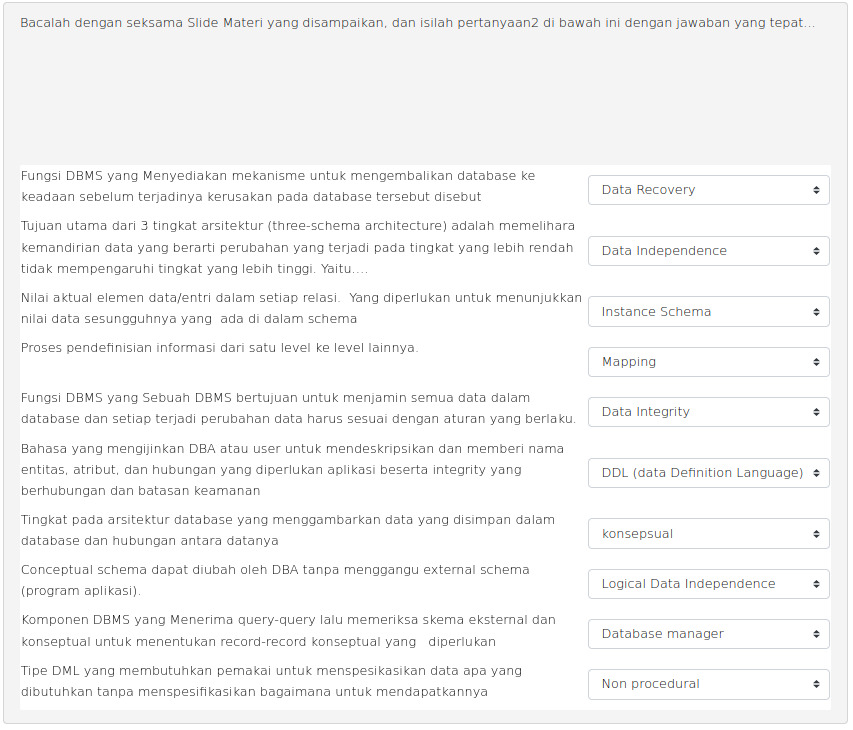 Bacalah dengan seksama Slide Materi yang disampaikan, dan isilah pertanyaan2 di bawah ini dengan jawaban yang tepat...
Fungsi DBMS yang Menyediakan mekanisme untuk mengembalikan database ke
keadaan sebelum terjadinya kerusakan pada database tersebut disebut
Data Recovery
Tujuan utama dari 3 tingkat arsitektur (three-schema architecture) adalah memelihara
kemandirian data yang berarti perubahan yang terjadi pada tingkat yang lebih rendah
tidak mempengaruhi tingkat yang lebih tinggi. Yaitu....
Data Independence
Nilai aktual elemen data/entri dalam setiap relasi.  Yang diperlukan untuk menunjukkan
nilai data sesungguhnya yang  ada di dalam schema
Instance Schema
Proses pendefinisian informasi dari satu level ke level lainnya.
Mapping
Fungsi DBMS yang Sebuah DBMS bertujuan untuk menjamin semua data dalam
database dan setiap terjadi perubahan data harus sesuai dengan aturan yang berlaku.
Data Integrity
Bahasa yang mengijinkan DBA atau user untuk mendeskripsikan dan memberi nama
entitas, atribut, dan hubungan yang diperlukan aplikasi beserta integrity yang
berhubungan dan batasan keamanan
DDL (data Definition Language)
Tingkat pada arsitektur database yang menggambarkan data yang disimpan dalam
database dan hubungan antara datanya
konsepsual
Conceptual schema dapat diubah oleh DBA tanpa menggangu external schema
(program aplikasi).
Logical Data Independence
Komponen DBMS yang Menerima query-query lalu memeriksa skema eksternal dan
konseptual untuk menentukan record-record konseptual yang   diperlukan
Database manager
Tipe DML yang membutuhkan pemakai untuk menspesikasikan data apa yang
dibutuhkan tanpa menspesifikasikan bagaimana untuk mendapatkannya
Non procedural